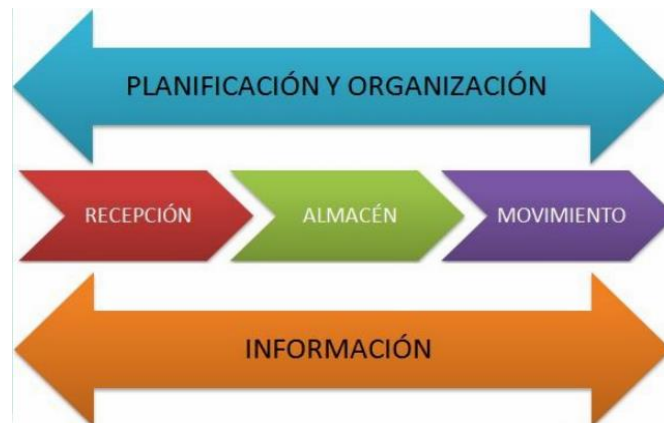 PLANIFICACIÓN Y ORGANIZACIÓN
RECEPCIÓN
ALMACÉN
MOVIMIENTO
INFORMACIÓN